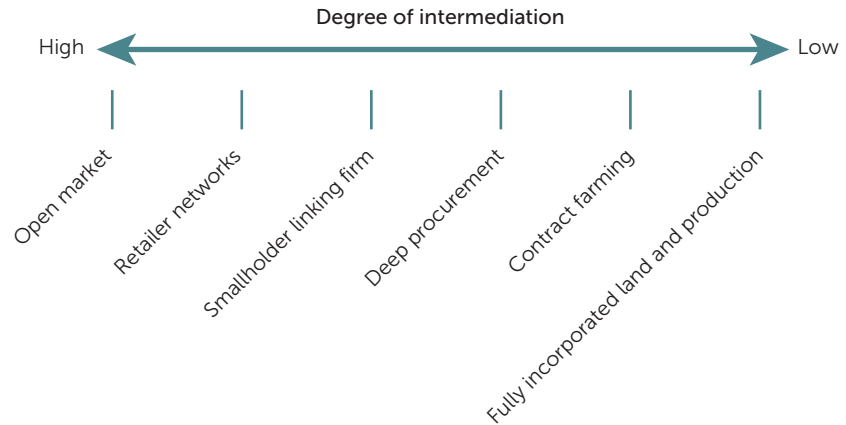 Degree of intermediation
High
Low
Open market
Retailer networks
Smallholder linking firm
Deep procurement
Contract farming
Fully incorporated land and production